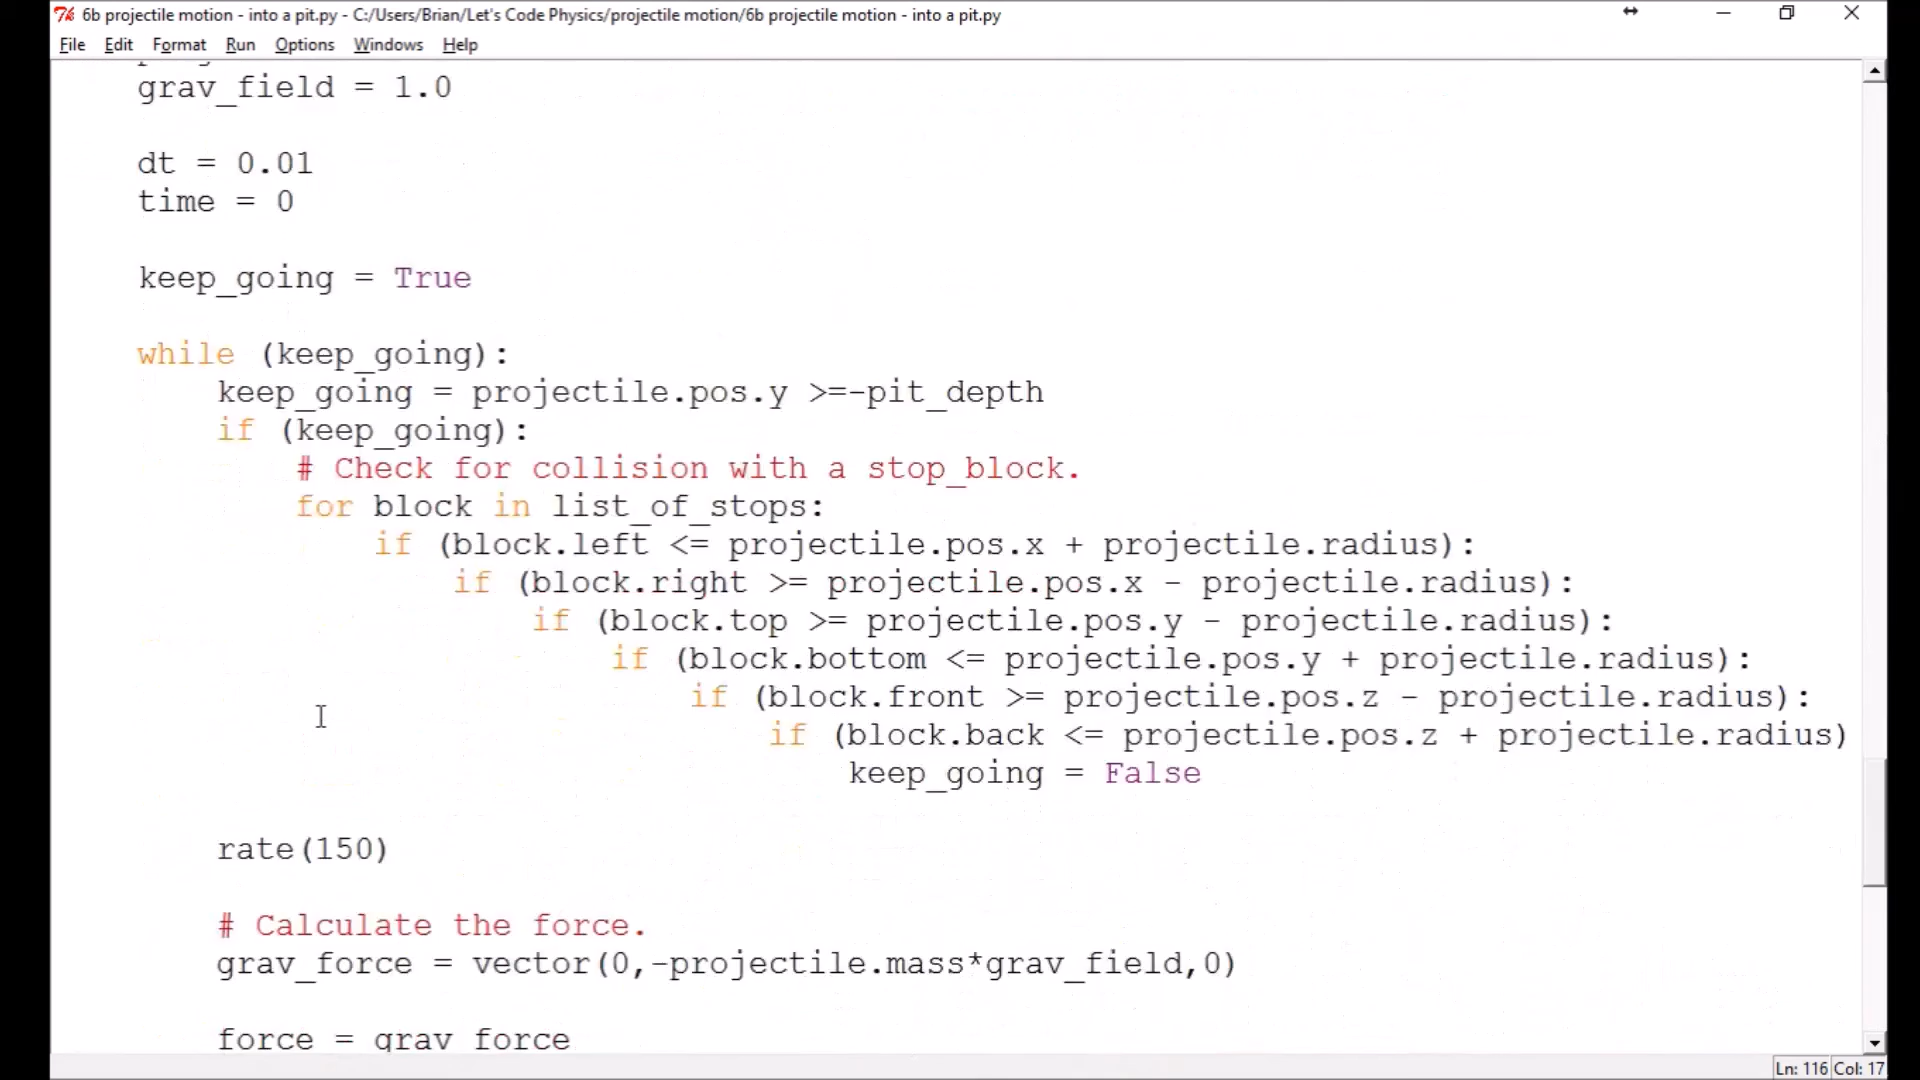 6b projectile motion - into a pit.py - C:/Users/Brian/Let's Code Physics/projectile motion/6b projectile motion - into a pit.py
File Edit Format Run Options Windows Help
grav_field = 1.0
dt = 0.01
time = 0
keep_going = True
while (keep_going):
keep_going = projectile.pos.y >=-pit_depth
if (keep_going):
# Check for collision with a stop_block.
for block in list_of_stops:
if (block.left <= projectile.pos.x + projectile.radius):
if (block.right >= projectile.pos.x - projectile.radius):
if (block.top >= projectile.pos.y - projectile.radius):
if (block.bottom <= projectile.pos.y + projectile.radius):
if (block.front >= projectile.pos.z - projectile.radius):
if (block.back <= projectile.pos.z + projectile.radius)
keep_going = False
rate(150)
# Calculate the force.
grav_force = vector(0,-projectile.mass*grav_field,0)
force = grav_force
Ln: 116 Col: 17